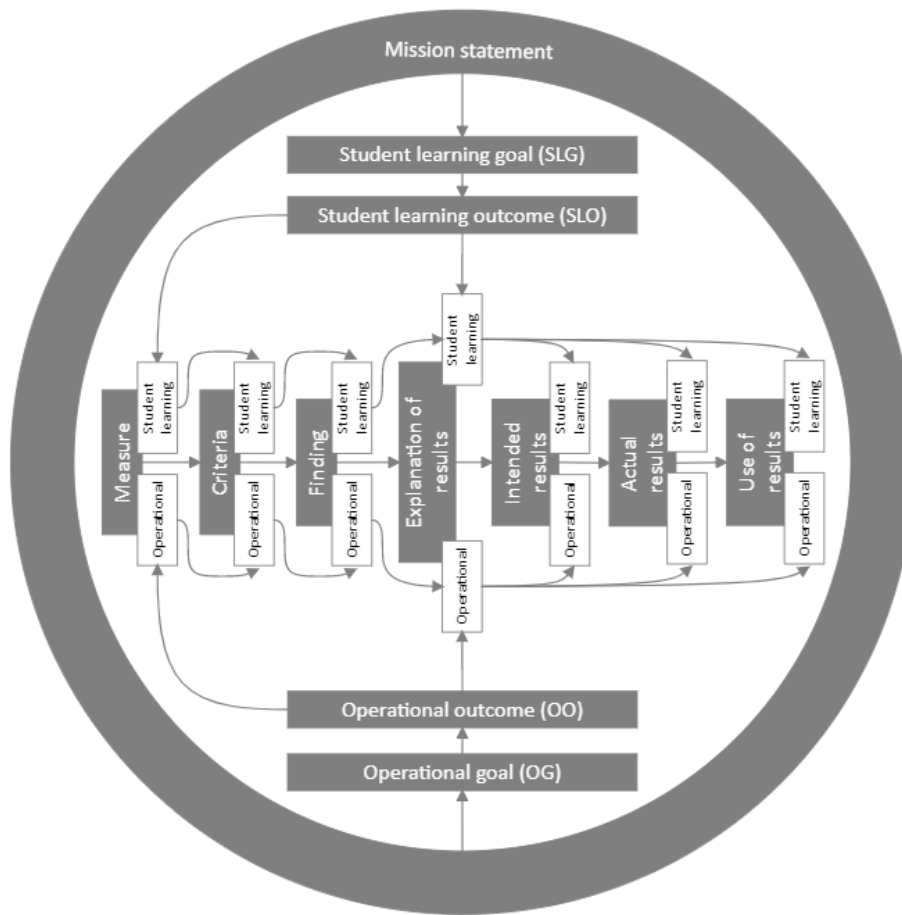 Mission statement
Student learning goal (SLG)
Student learning outcome (SLO)
Measure
Student
learning
Operational
Criteria
Student
learning
Operational
Finding
Student
learning
Operational
Explanation of
results
Student
learning
Operational
Intended
results
Student
learning
Operational
Actual
results
Student
learning
Operational
Use of
results
Student
learning
Operational
Operational outcome (OO)
Operational goal (OG)